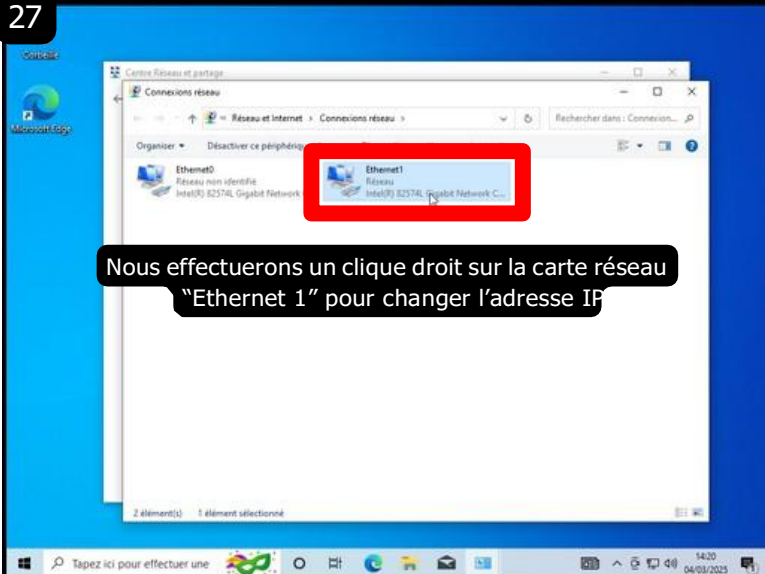 27
Corbeille
Microsoft Edge
Centre Réseau et partage
Connexions réseau
Réseau et Internet > Connexions réseau >
Rechercher dans : Connexion...
Organiser
Désactiver ce périphériq
Ethernet0
Réseau non identifié
Intel(R) 82574L Gigabit Network
Ethernet1
Réseau
Intel(R) 82574L Gigabit Network C...
Nous effectuerons un clique droit sur la carte réseau
“Ethernet 1” pour changer l’adresse IP
2 élément(s) 1 élément sélectionné
Tapez ici pour effectuer une
14:20
04/03/2025